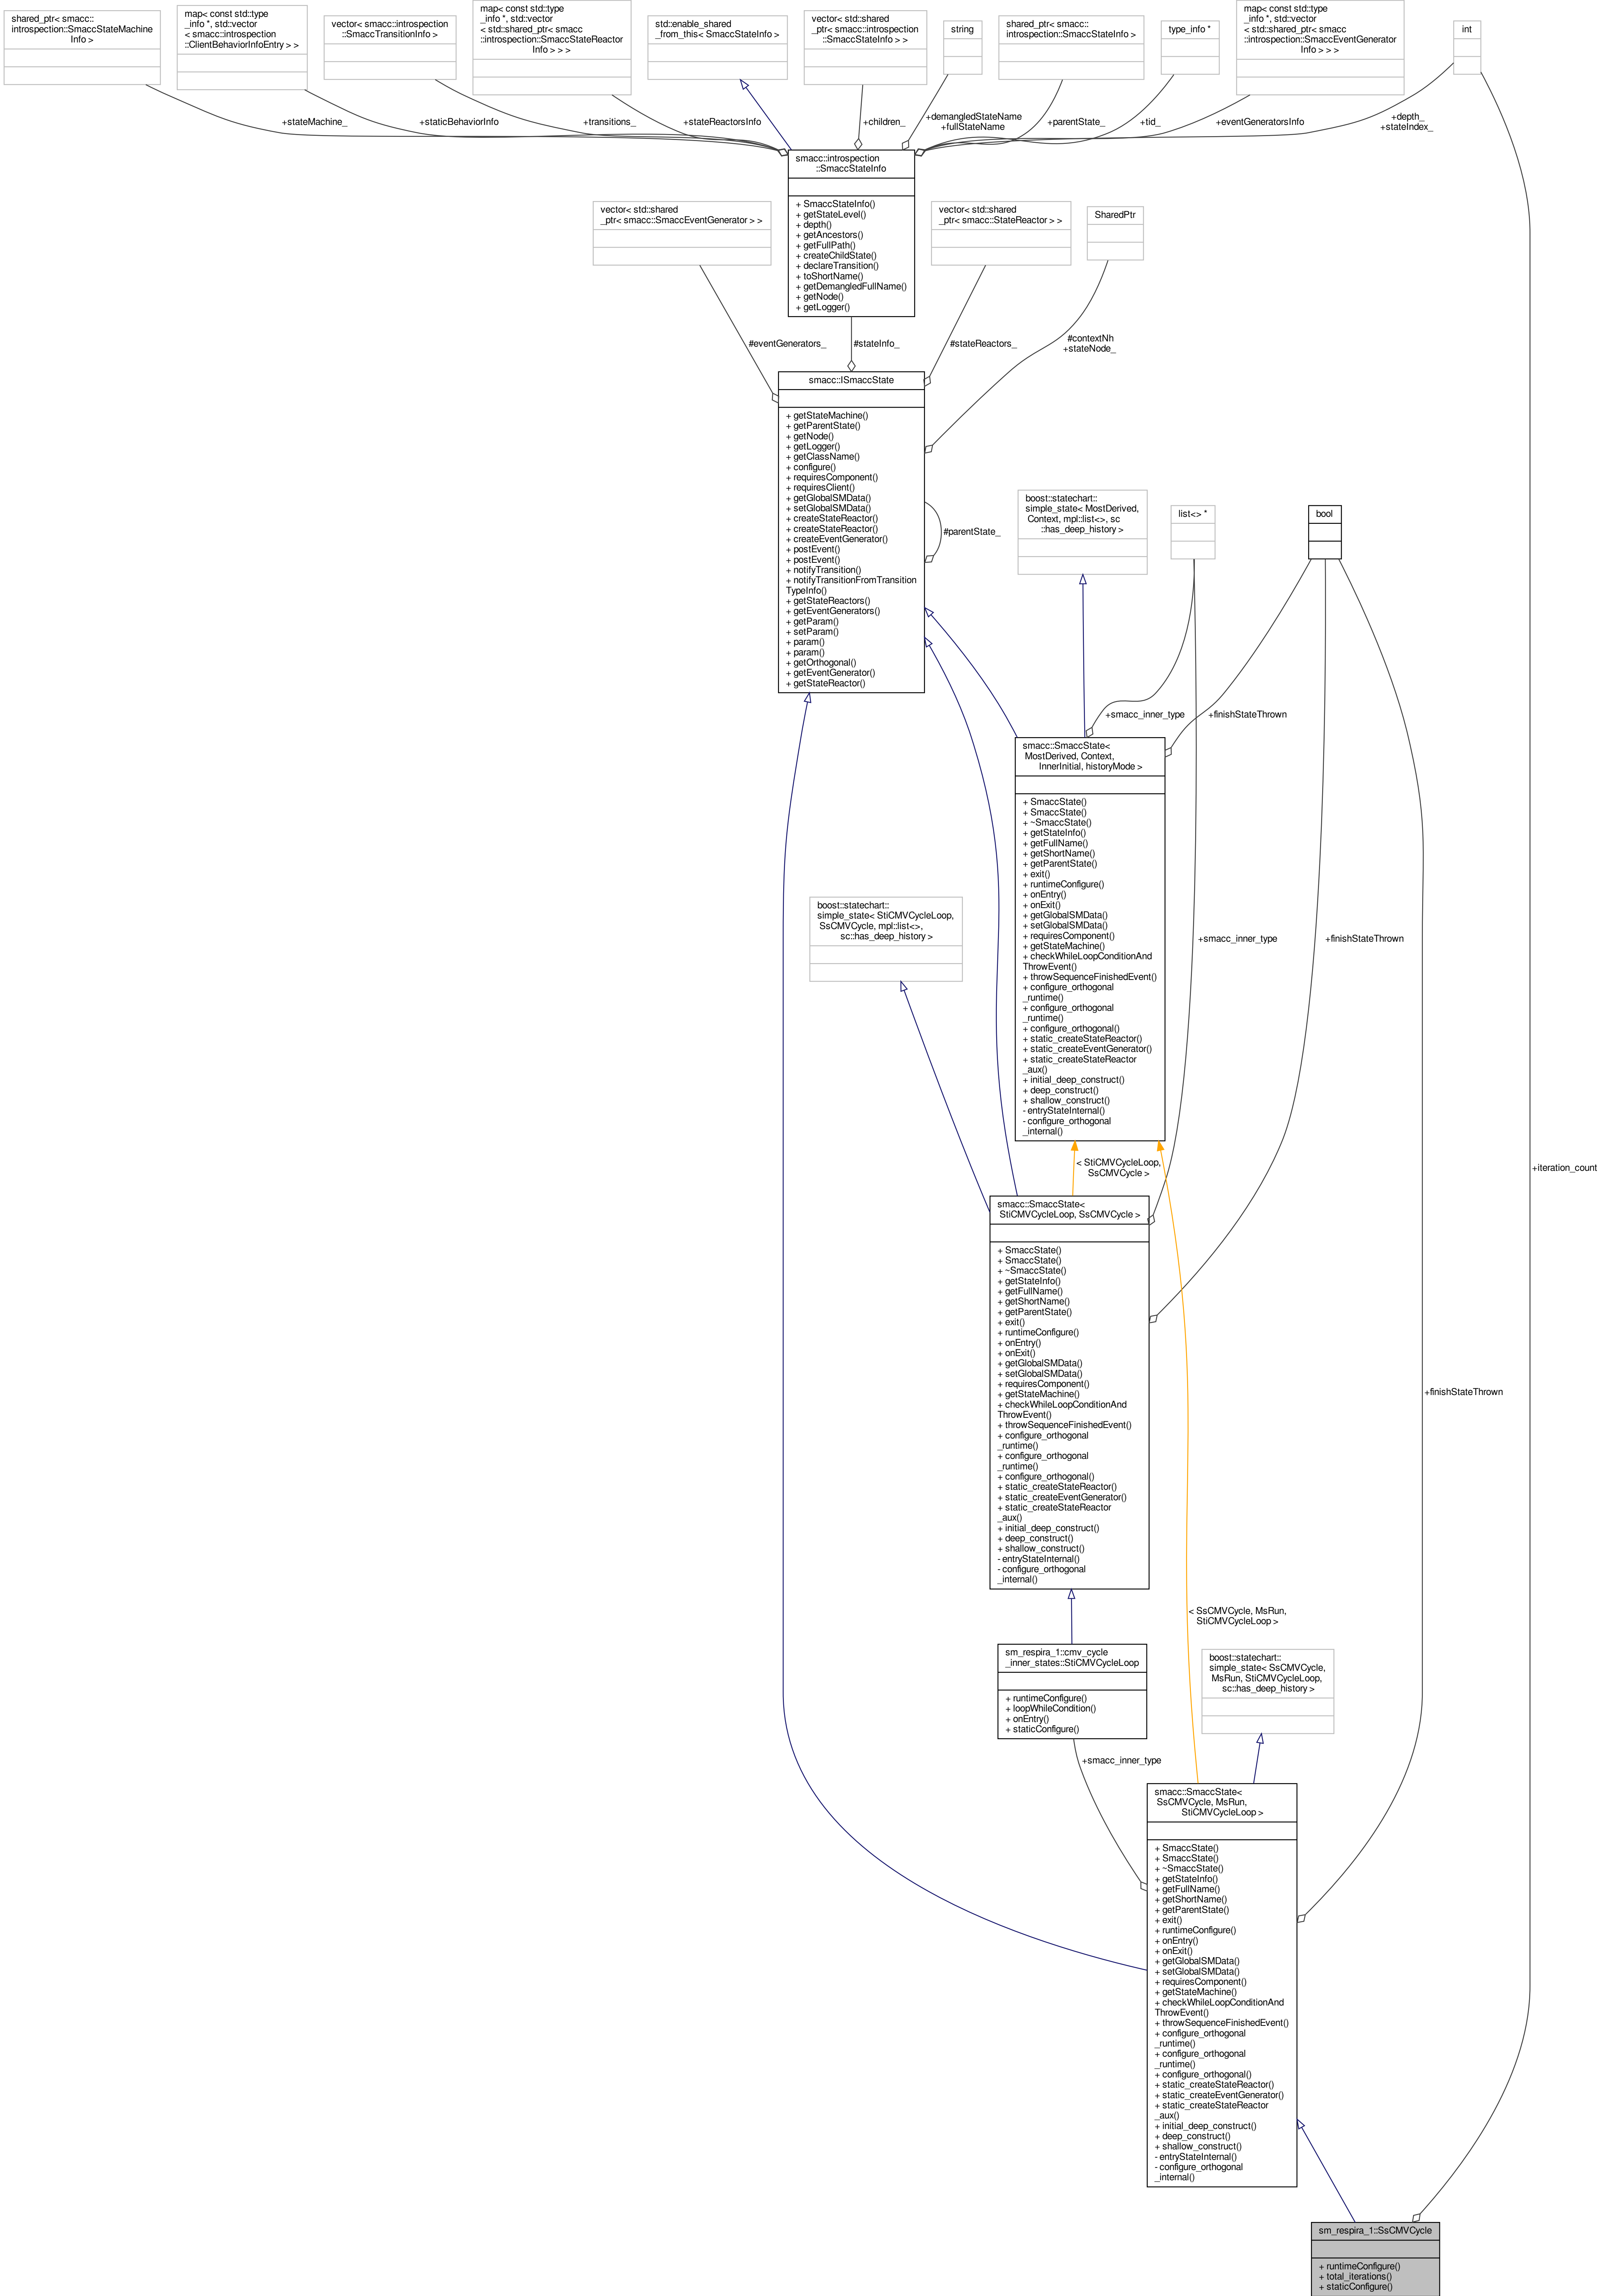 shared_ptr< smacc::
introspection::SmaccStateMachine
Info >
map< const std::type
_info *, std::vector
< smacc::introspection
::ClientBehaviorInfoEntry > >
vector< smacc::introspection
::SmaccTransitionInfo >
map< const std::type
_info *, std::vector
< std::shared_ptr< smacc
::introspection::SmaccStateReactor
Info > > >
std::enable_shared
_from_this< SmaccStateInfo >
vector< std::shared
_ptr< smacc::introspection
::SmaccStateInfo > >
string
shared_ptr< smacc::
introspection::SmaccStateInfo >
type_info *
map< const std::type
_info *, std::vector
< std::shared_ptr< smacc
::introspection::SmaccEventGenerator
Info > > >
int
+stateMachine_
+staticBehaviorInfo
+transitions_
+stateReactorsInfo
+children_
+demangledStateName
+fullStateName
+parentState_
+tid_
+eventGeneratorsInfo
+depth_
+stateIndex_
smacc::introspection
::SmaccStateInfo
+ SmaccStateInfo()
+ getStateLevel()
+ depth()
+ getAncestors()
+ getFullPath()
+ createChildState()
+ declareTransition()
+ toShortName()
+ getDemangledFullName()
+ getNode()
+ getLogger()
vector< std::shared
_ptr< smacc::SmaccEventGenerator > >
vector< std::shared
_ptr< smacc::StateReactor > >
SharedPtr
#eventGenerators_
#stateInfo_
#stateReactors_
#contextNh
+stateNode_
smacc::ISmaccState
+ getStateMachine()
+ getParentState()
+ getNode()
+ getLogger()
+ getClassName()
+ configure()
+ requiresComponent()
+ requiresClient()
+ getGlobalSMData()
+ setGlobalSMData()
+ createStateReactor()
+ createStateReactor()
+ createEventGenerator()
+ postEvent()
+ postEvent()
+ notifyTransition()
+ notifyTransitionFromTransition
TypeInfo()
+ getStateReactors()
+ getEventGenerators()
+ getParam()
+ setParam()
+ param()
+ param()
+ getOrthogonal()
+ getEventGenerator()
+ getStateReactor()
#parentState_
boost::statechart::
simple_state< MostDerived,
Context, mpl::list<>, sc
::has_deep_history >
list<> *
bool
+smacc_inner_type
+finishStateThrown
smacc::SmaccState<
MostDerived, Context,
InnerInitial, historyMode >
+ SmaccState()
+ SmaccState()
+ ~SmaccState()
+ getStateInfo()
+ getFullName()
+ getShortName()
+ getParentState()
+ exit()
+ runtimeConfigure()
+ onEntry()
+ onExit()
+ getGlobalSMData()
+ setGlobalSMData()
+ requiresComponent()
+ getStateMachine()
+ checkWhileLoopConditionAnd
ThrowEvent()
+ throwSequenceFinishedEvent()
+ configure_orthogonal
_runtime()
+ configure_orthogonal
_runtime()
+ configure_orthogonal()
+ static_createStateReactor()
+ static_createEventGenerator()
+ static_createStateReactor
_aux()
+ initial_deep_construct()
+ deep_construct()
+ shallow_construct()
- entryStateInternal()
- configure_orthogonal
_internal()
boost::statechart::
simple_state< StiCMVCycleLoop,
SsCMVCycle, mpl::list<>,
sc::has_deep_history >
+smacc_inner_type
+finishStateThrown
< StiCMVCycleLoop,
SsCMVCycle >
+iteration_count
smacc::SmaccState<
StiCMVCycleLoop, SsCMVCycle >
+ SmaccState()
+ SmaccState()
+ ~SmaccState()
+ getStateInfo()
+ getFullName()
+ getShortName()
+ getParentState()
+ exit()
+ runtimeConfigure()
+ onEntry()
+ onExit()
+ getGlobalSMData()
+ setGlobalSMData()
+ requiresComponent()
+ getStateMachine()
+ checkWhileLoopConditionAnd
ThrowEvent()
+ throwSequenceFinishedEvent()
+ configure_orthogonal
_runtime()
+ configure_orthogonal
_runtime()
+ configure_orthogonal()
+ static_createStateReactor()
+ static_createEventGenerator()
+ static_createStateReactor
_aux()
+ initial_deep_construct()
+ deep_construct()
+ shallow_construct()
- entryStateInternal()
- configure_orthogonal
_internal()
+finishStateThrown
< SsCMVCycle, MsRun,
StiCMVCycleLoop >
sm_respira_1::cmv_cycle
_inner_states::StiCMVCycleLoop
+ runtimeConfigure()
+ loopWhileCondition()
+ onEntry()
+ staticConfigure()
boost::statechart::
simple_state< SsCMVCycle,
MsRun, StiCMVCycleLoop,
sc::has_deep_history >
+smacc_inner_type
smacc::SmaccState<
SsCMVCycle, MsRun,
StiCMVCycleLoop >
+ SmaccState()
+ SmaccState()
+ ~SmaccState()
+ getStateInfo()
+ getFullName()
+ getShortName()
+ getParentState()
+ exit()
+ runtimeConfigure()
+ onEntry()
+ onExit()
+ getGlobalSMData()
+ setGlobalSMData()
+ requiresComponent()
+ getStateMachine()
+ checkWhileLoopConditionAnd
ThrowEvent()
+ throwSequenceFinishedEvent()
+ configure_orthogonal
_runtime()
+ configure_orthogonal
_runtime()
+ configure_orthogonal()
+ static_createStateReactor()
+ static_createEventGenerator()
+ static_createStateReactor
_aux()
+ initial_deep_construct()
+ deep_construct()
+ shallow_construct()
- entryStateInternal()
- configure_orthogonal
_internal()
sm_respira_1::SsCMVCycle
+ runtimeConfigure()
+ total_iterations()
+ staticConfigure()